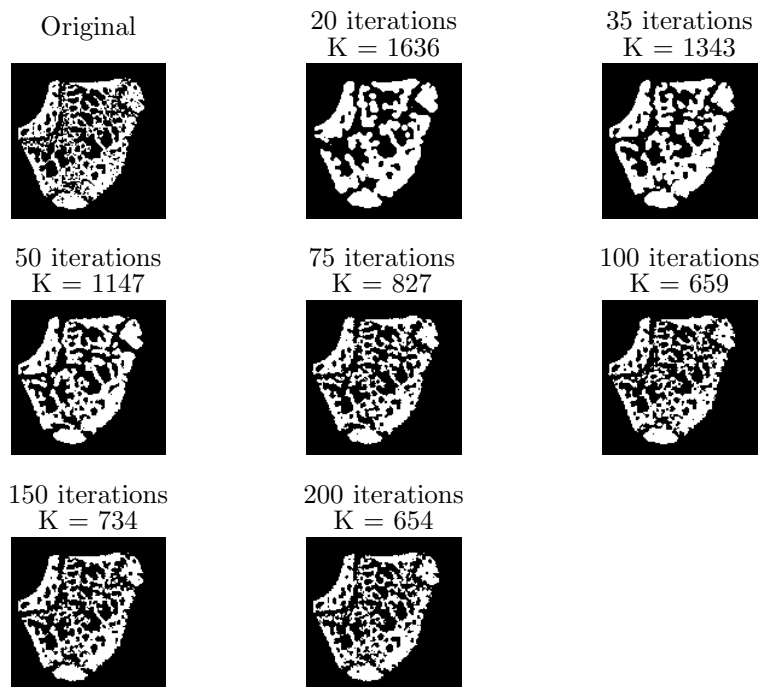 Original
20 iterations
K = 1636
35 iterations
K = 1343
50 iterations
K = 1147
75 iterations
K = 827
100 iterations
K = 659
150 iterations
K = 734
200 iterations
K = 654